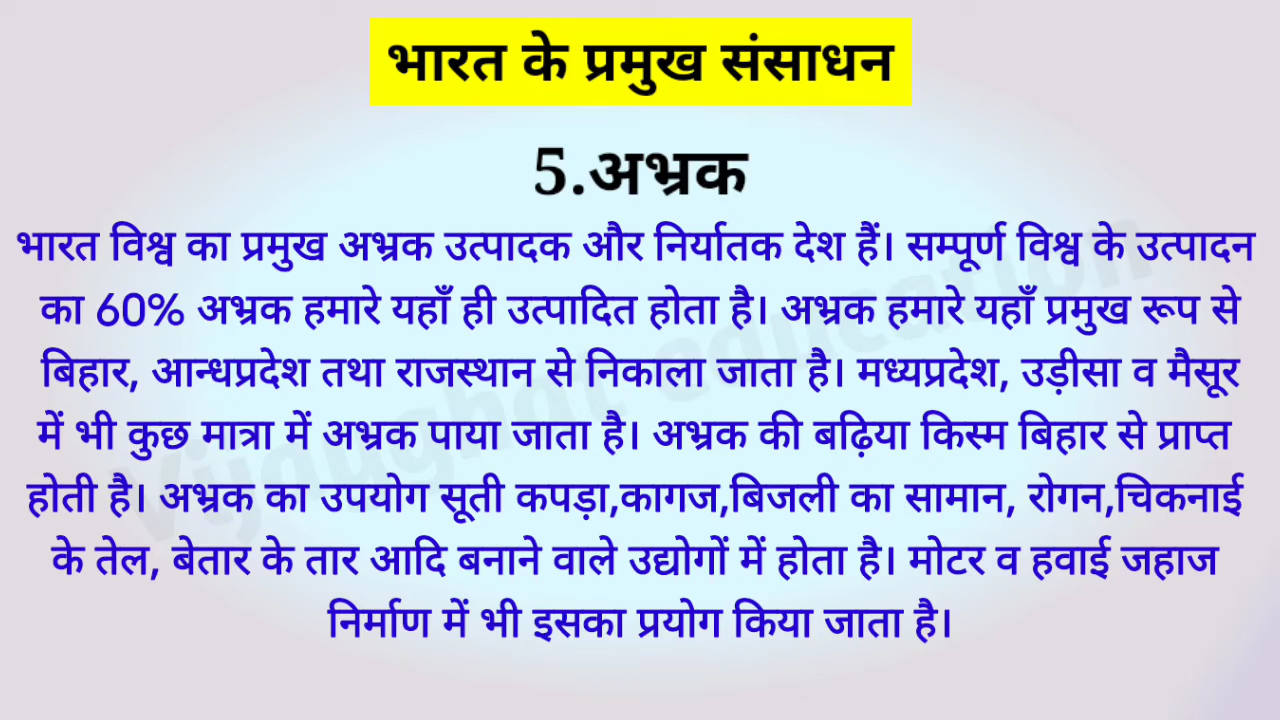 भारत के प्रमुख संसाधन
5.अभ्रक
भारत विश्व का प्रमुख अभ्रक उत्पादक और निर्यातक देश हैं। सम्पूर्ण विश्व के उत्पादन
का 60% अभ्रक हमारे यहाँ ही उत्पादित होता है। अभ्रक हमारे यहाँ प्रमुख रूप से
बिहार, आन्धप्रदेश तथा राजस्थान से निकाला जाता है। मध्यप्रदेश, उड़ीसा व मैसूर
में भी कुछ मात्रा में अभ्रक पाया जाता है। अभ्रक की बढ़िया किस्म बिहार से प्राप्त
होती है। अभ्रक का उपयोग सूती कपड़ा,कागज,बिजली का सामान, रोगन,चिकनाई
के तेल, बेतार के तार आदि बनाने वाले उद्योगों में होता है। मोटर व हवाई जहाज
निर्माण में भी इसका प्रयोग किया जाता है।